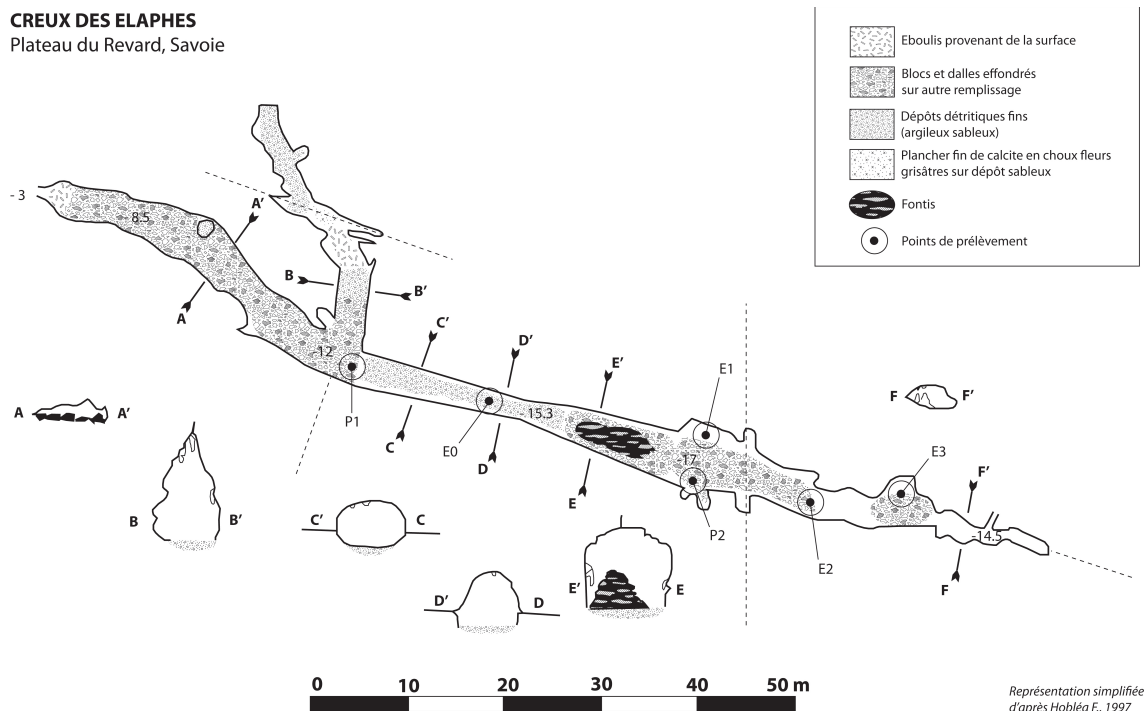 CREUX DES ELAPHES
Plateau du Revard, Savoie
Eboulis provenant de la surface
Blocs et dalles effondrés
sur autre remplissage
Dépôts détritiques fins
(argileux sableux)
Plancher fin de calcite en choux fleurs
grisâtres sur dépôt sableux
Fontis
Points de prélèvement
- 3
8.5
A'
A
B
B'
C'
D'
E'
E1
-12
P1
- 15.3
E0
C
D
-17
E
P2
E2
E3
F'
-14.5
F
F
F'
A
A'
B
B'
C'
C
D'
D
E'
E
0
10
20
30
40
50 m
Représentation simplifiée
d'après Hobléa F., 1997